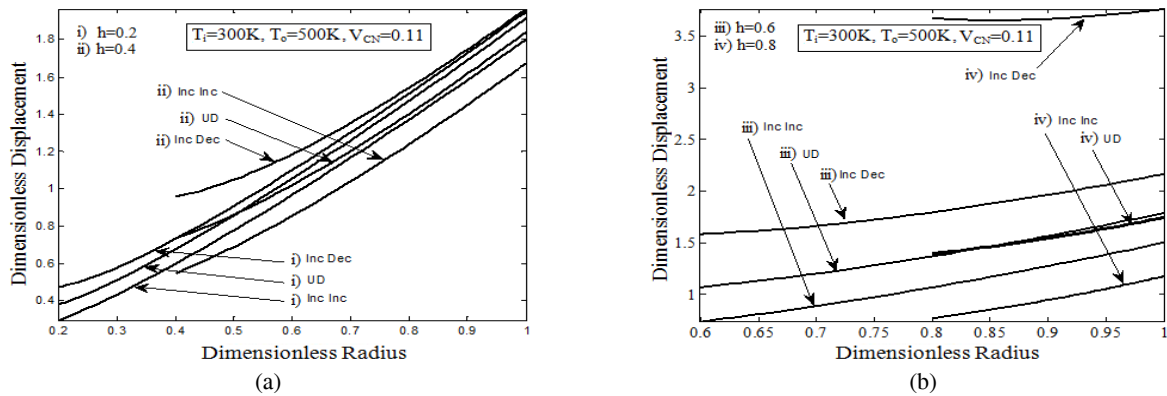 i) h=0.2
ii) h=0.4
T_i=300K, T_o=500K, V_CN=0.11
1.8
1.6
1.4
1.2
1
0.8
0.6
0.4
ii) Inc Inc
ii) UD
ii) Inc Dec
i) Inc Dec
i) UD
i) Inc Inc
0.2 0.3 0.4 0.5 0.6 0.7 0.8 0.9 1
Dimensionless Displacement
Dimensionless Radius
(a)
iii) h=0.6
iv) h=0.8
T_i=300K, T_o=500K, V_CN=0.11
3.5
3
2.5
2
1.5
1
iv) Inc Dec
iii) Inc Inc
iii) UD
iii) Inc Dec
iv) Inc Inc
iv) UD
0.6 0.65 0.7 0.75 0.8 0.85 0.9 0.95 1
Dimensionless Displacement
Dimensionless Radius
(b)